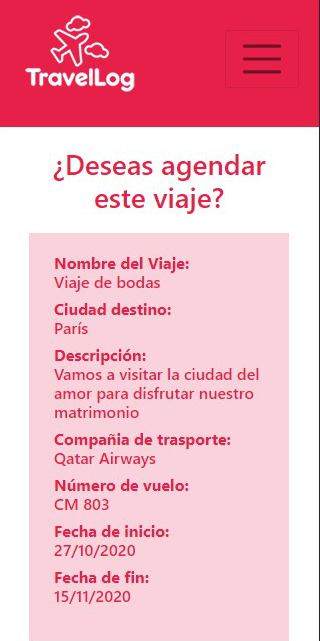 TravelLog
¿Deseas agendar
este viaje?
Nombre del Viaje:
Viaje de bodas
Ciudad destino:
París
Descripción:
Vamos a visitar la ciudad del
amor para disfrutar nuestro
matrimonio
Compañia de trasporte:
Qatar Airways
Número de vuelo:
CM 803
Fecha de inicio:
27/10/2020
Fecha de fin:
15/11/2020